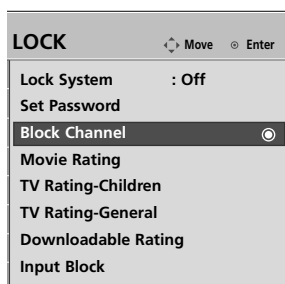 LOCK Move Enter
Lock System : Off
Set Password
Block Channel
Movie Rating
TV Rating-Children
TV Rating-General
Downloadable Rating
Input Block